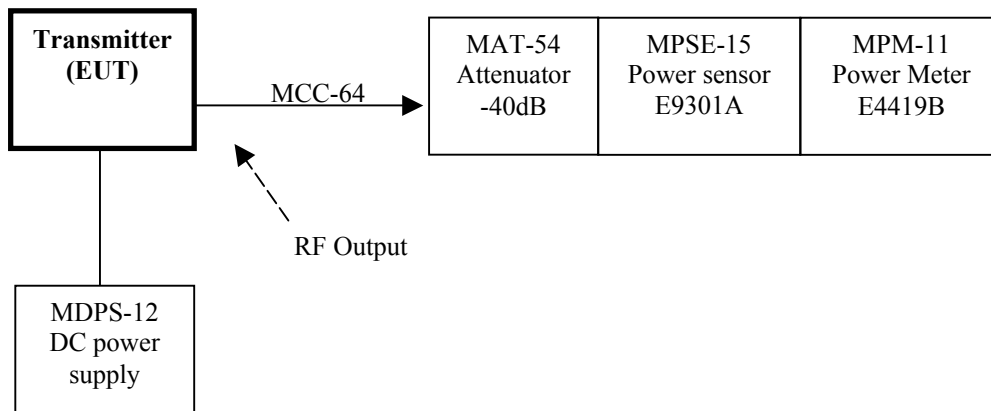 Transmitter
(EUT)
MCC-64
MAT-54
Attenuator
-40dB
MPSE-15
Power sensor
E9301A
MPM-11
Power Meter
E4419B
RF Output
MDPS-12
DC power
supply